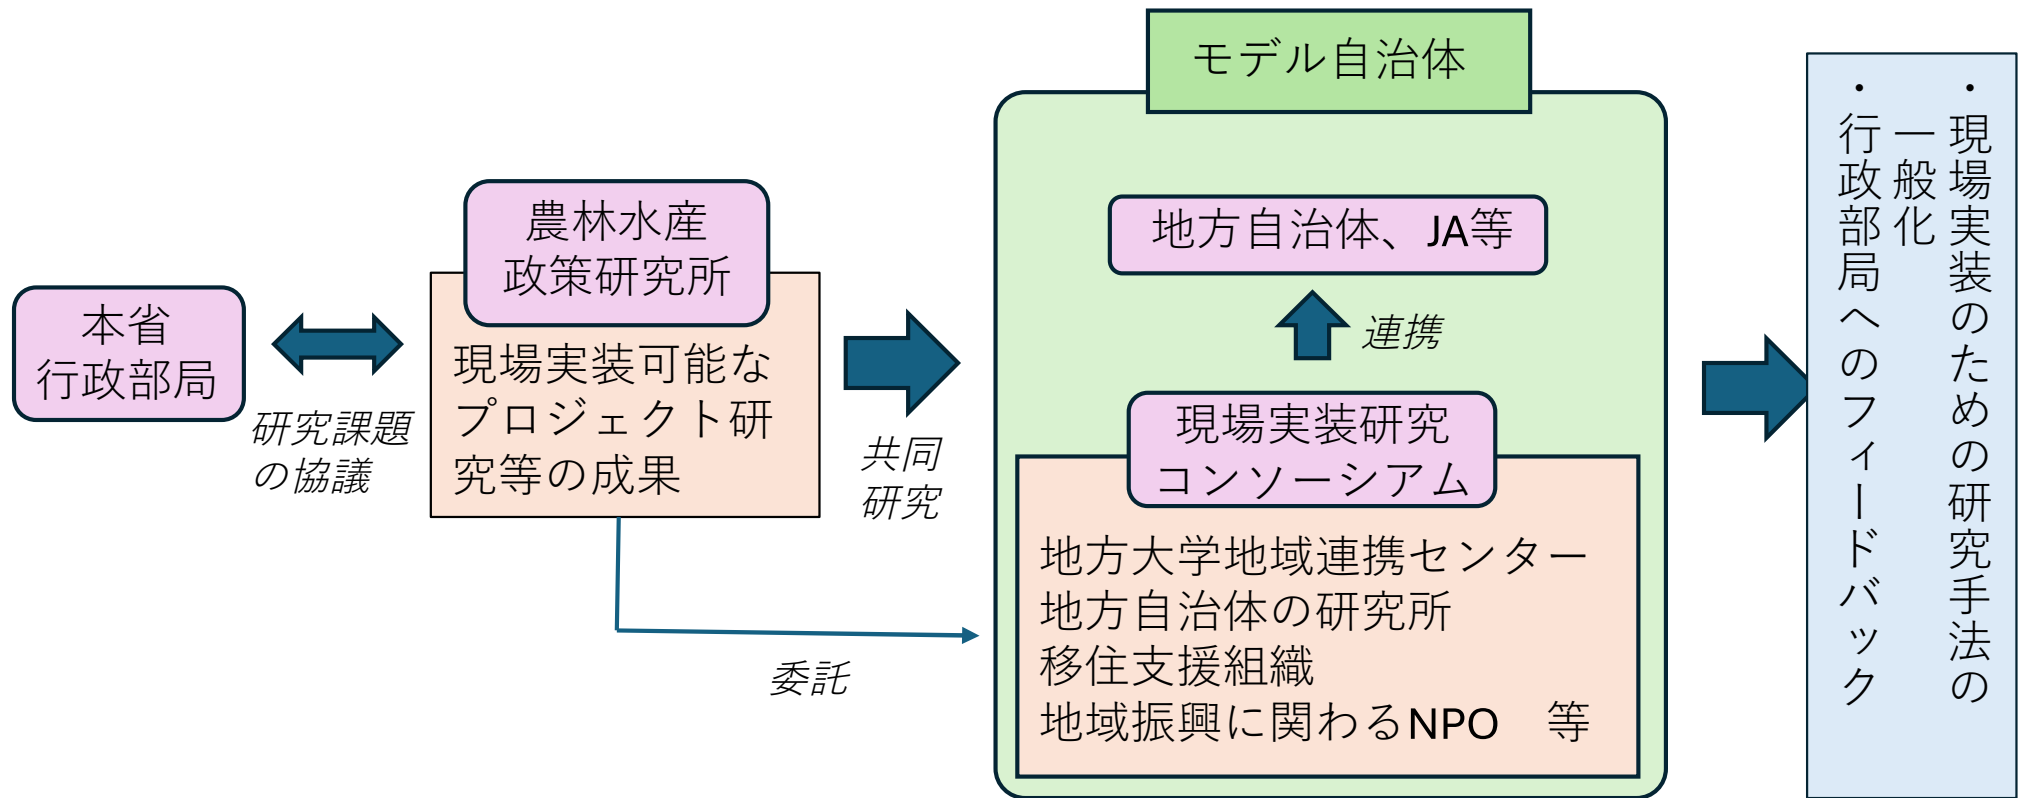 本省
行政部局
研究課題
の協議
農林水産
政策研究所
現場実装可能な
プロジェクト研
究等の成果
共同
研究
委託
モデル自治体
地方自治体、JA等
連携
現場実装研究
コンソーシアム
地方大学地域連携センター
地方自治体の研究所
移住支援組織
地域振興に関わるNPO　等
・現場実装のための研究手法の
一般化
・行政部局へのフィードバック